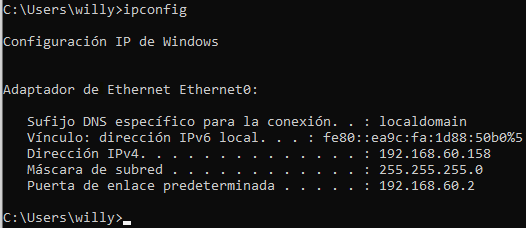 C:\Users\willy>ipconfig
Configuración IP de Windows
Adaptador de Ethernet Ethernet0:
Sufijo DNS específico para la conexión. . : localdomain
Vínculo: dirección IPv6 local. . . : fe80::ea9c:fa:1d88:50b0%5
Dirección IPv4. . . . . . . . . . . . . . : 192.168.60.158
Máscara de subred . . . . . . . . . . . . : 255.255.255.0
Puerta de enlace predeterminada . . . . . : 192.168.60.2
C:\Users\willy>